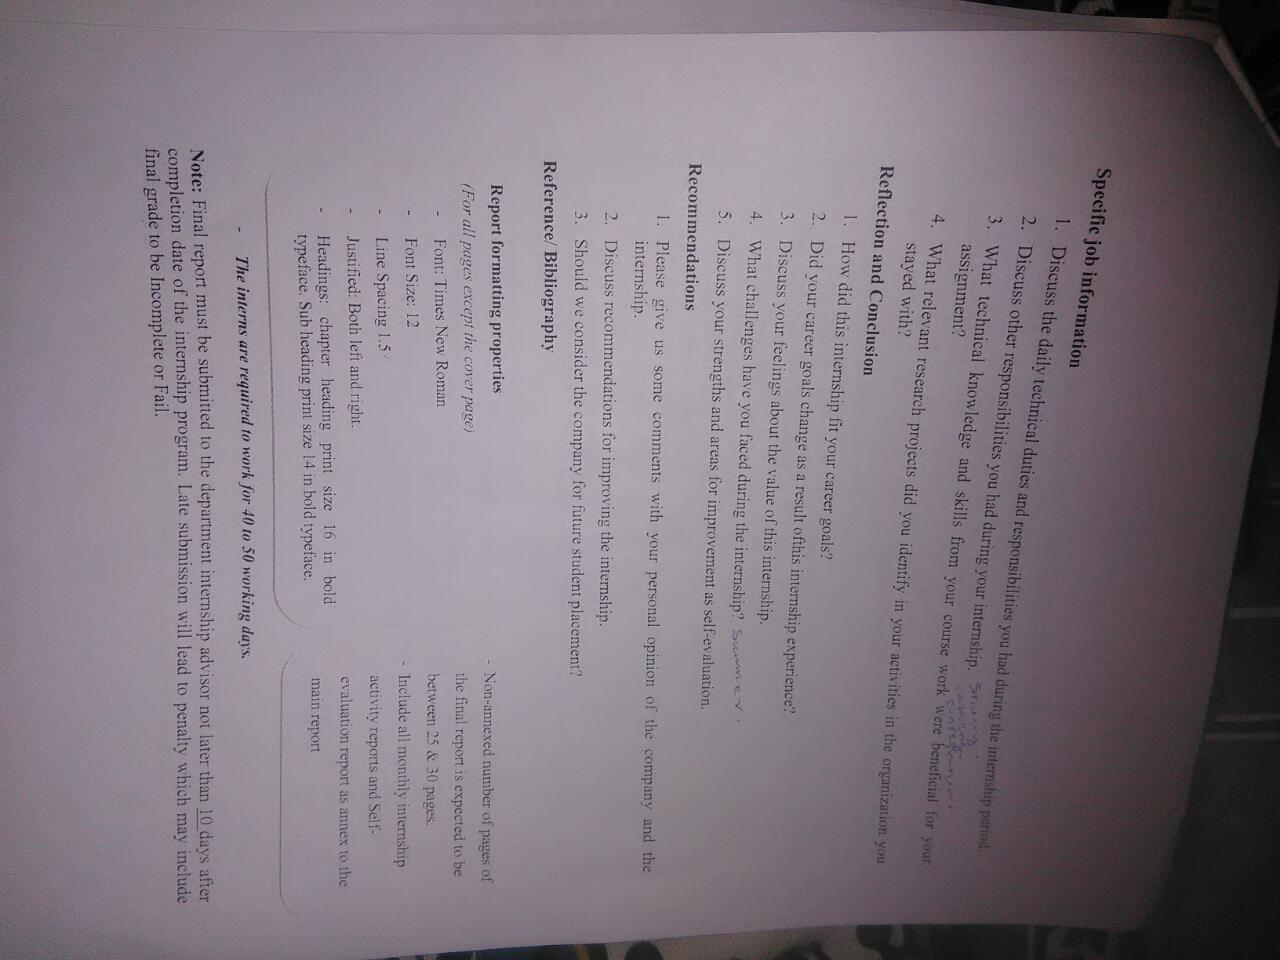 Specific job information
1. Discuss the daily technical duties and responsibilities you had during the internship period.
2. Discuss other responsibilities you had during your internship.
3. What technical knowledge and skills from your course work were beneficial for your
assignment?
4. What relevant research projects did you identify in your activities in the organization you
stayed with?
Reflection and Conclusion
1. How did this internship fit your career goals?
2. Did your career goals change as a result ofthis internship experience?
3. Discuss your feelings about the value of this internship.
4. What challenges have you faced during the internship? Summer.
5. Discuss your strengths and areas for improvement as self-evaluation.
Recommendations
1. Please give us some comments with your personal opinion of the company and the
internship.
2. Discuss recommendations for improving the internship.
3. Should we consider the company for future student placement?
Reference/ Bibliography
Report formatting properties
(For all pages except the cover page)
- Font: Times New Roman
- Font Size: 12
- Line Spacing 1.5
- Justified: Both left and right.
- Headings: chapter heading print size 16 in bold
typeface. Sub heading print size 14 in bold typeface.
- Non-annexed number of pages of
the final report is expected to be
between 25 & 30 pages.
- Include all monthly internship
activity reports and Self-
evaluation report as annex to the
main report
- The interns are required to work for 40 to 50 working days.
Note: Final report must be submitted to the department internship advisor not later than 10 days after
completion date of the internship program. Late submission will lead to penalty which may include
final grade to be Incomplete or Fail.